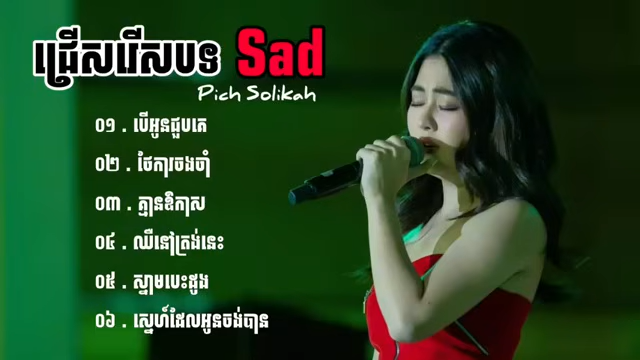 ជ្រើសរើសបទ Sad
Pich Solikah
០១ . បើអូនជួបគេ
០២ . ថែការចងចាំ
០៣ . គ្មានឱកាស
០៤ . ឈឺនៅត្រង់នេះ
០៥ . ស្នាមបេះដូង
០៦ . ស្នេហ៍ដែលអូនចង់បាន